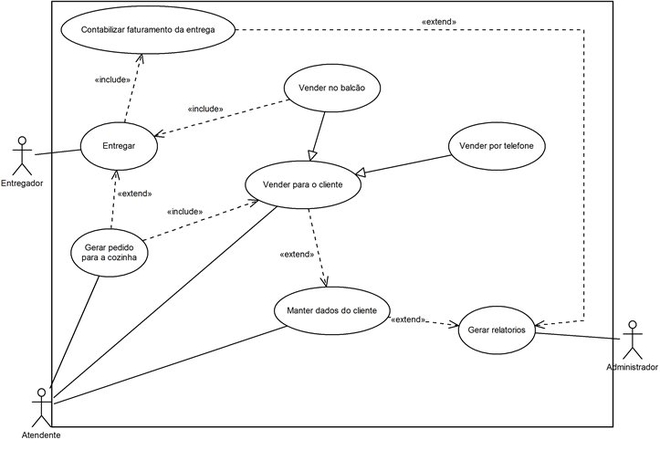 Contabilizar faturamento da entrega
«extend»
«include»
Vender no balcão
«include»
Entregar
Vender por telefone
Entregador
Vender para o cliente
«extend»
«include»
Gerar pedido
para a cozinha
«extend»
Manter dados do cliente
«extend»
Gerar relatorios
Administrador
Atendente